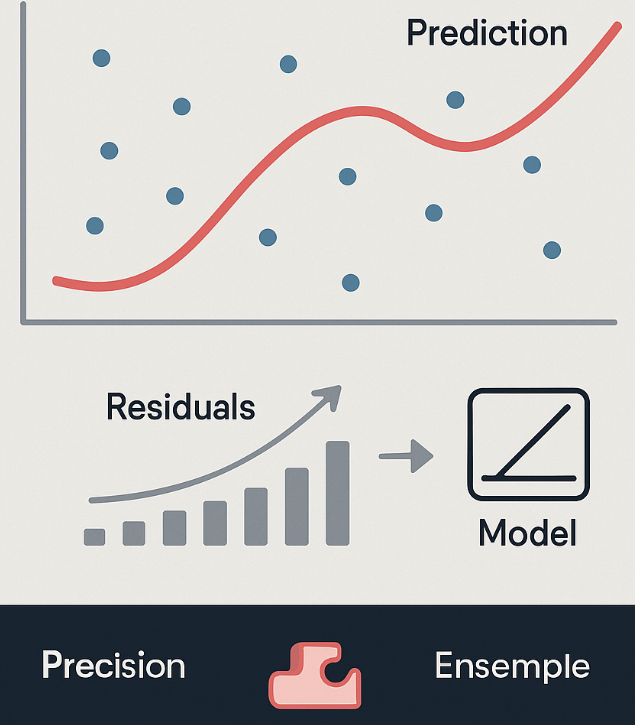 Prediction
Residuals
Model
Precision
Ensemple